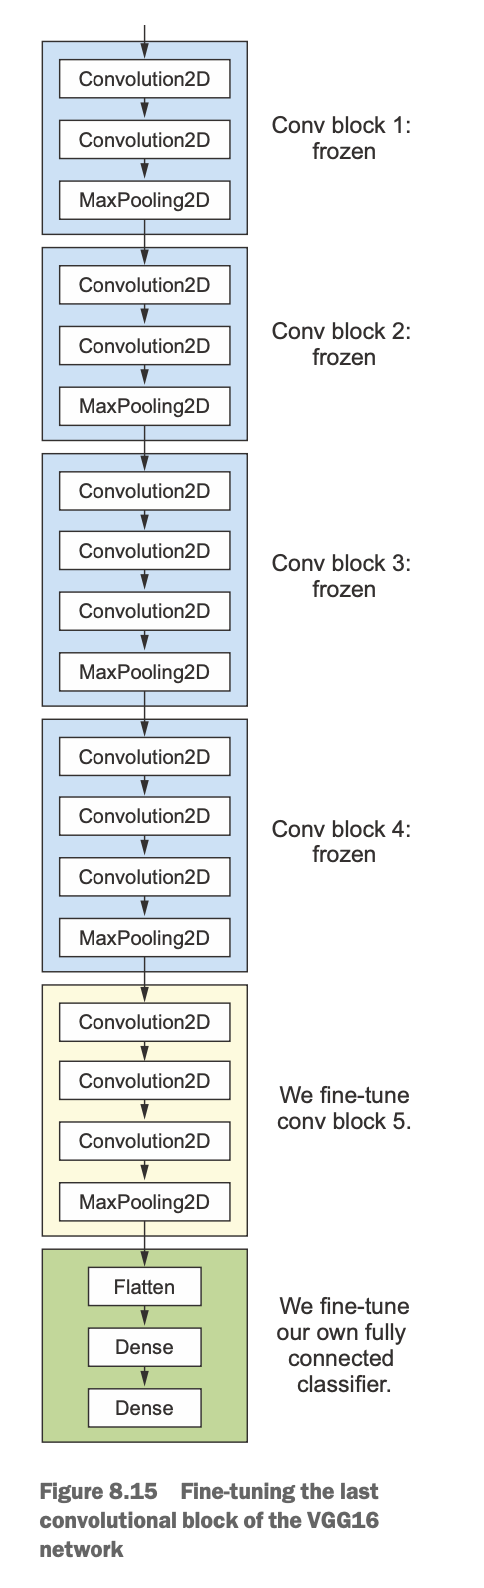 Convolution2D
Convolution2D
MaxPooling2D
Conv block 1:
frozen
Convolution2D
Convolution2D
MaxPooling2D
Conv block 2:
frozen
Convolution2D
Convolution2D
Convolution2D
MaxPooling2D
Conv block 3:
frozen
Convolution2D
Convolution2D
Convolution2D
MaxPooling2D
Conv block 4:
frozen
Convolution2D
Convolution2D
Convolution2D
MaxPooling2D
We fine-tune
conv block 5.
Flatten
Dense
Dense
We fine-tune
our own fully
connected
classifier.
Figure 8.15 Fine-tuning the last
convolutional block of the VGG16
network